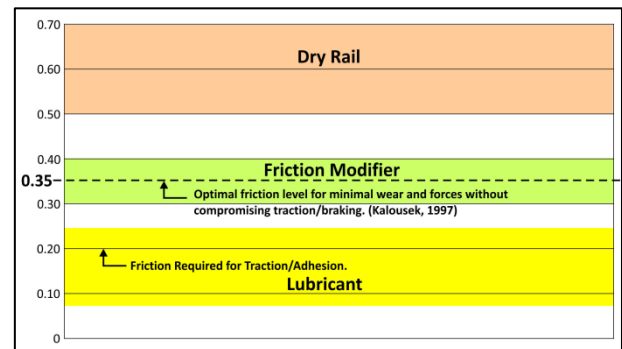 0.70
Dry Rail
0.60
0.50
0.40
Friction Modifier
0.35
Optimal friction level for minimal wear and forces without
compromising traction/braking. (Kalousek, 1997)
0.30
0.20
Friction Required for Traction/Adhesion.
Lubricant
0.10
0